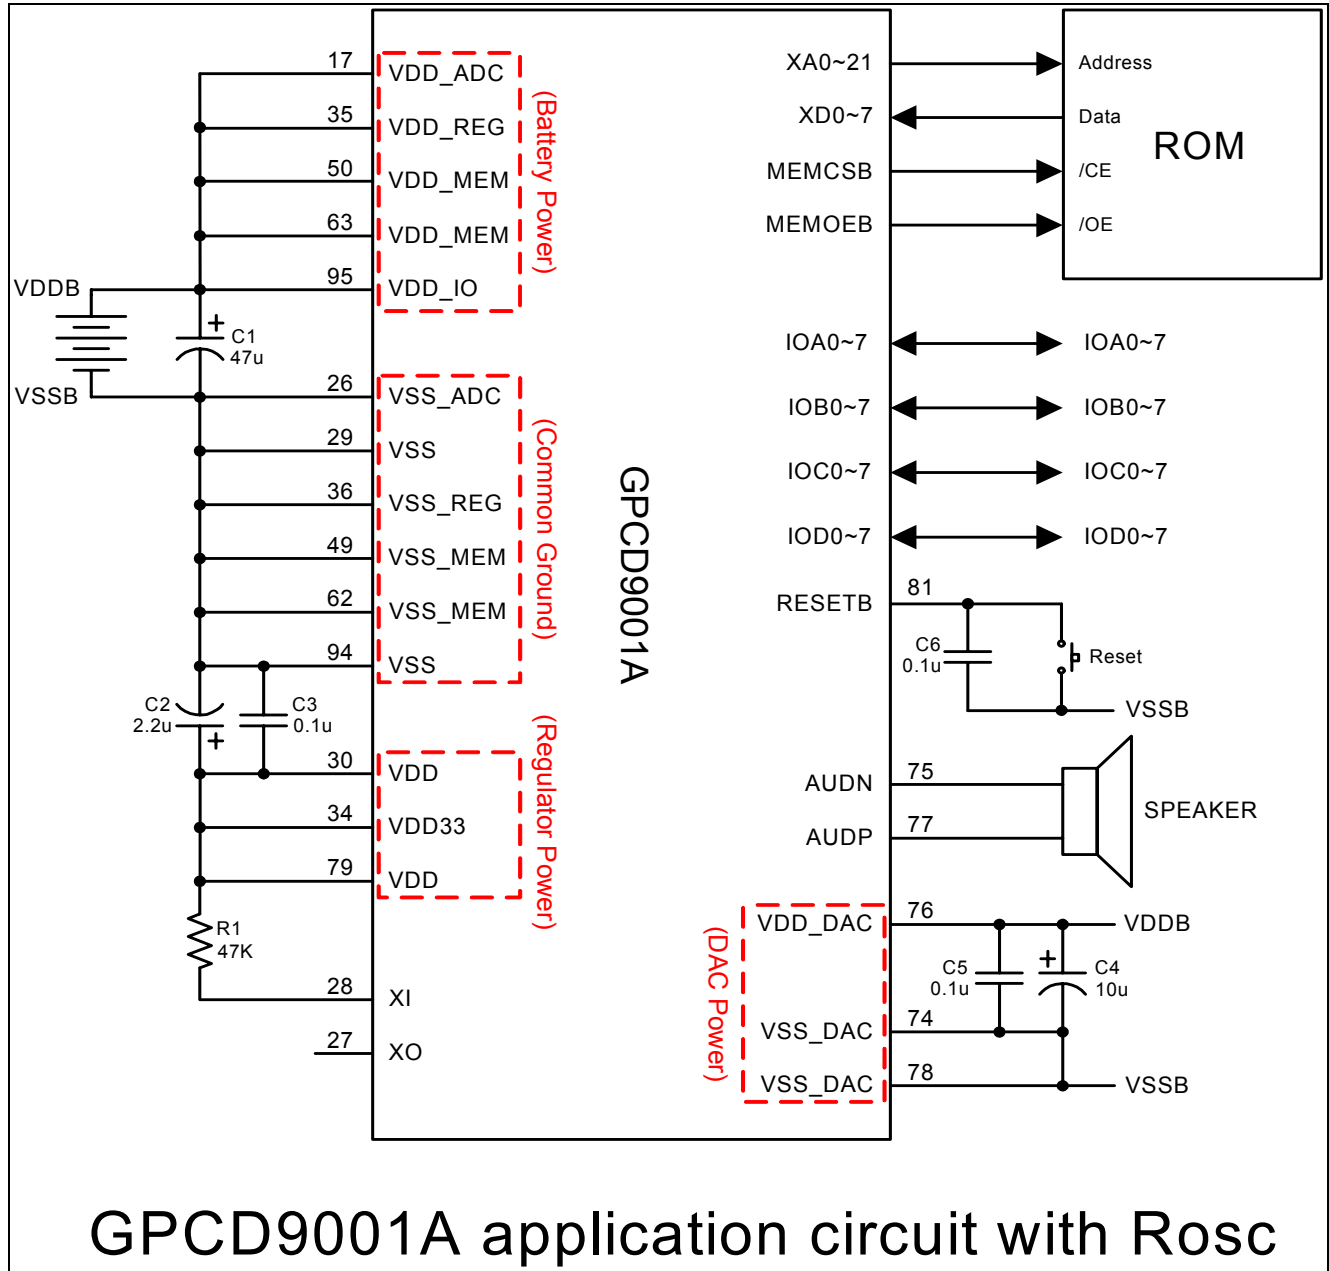 17 VDD_ADC
35 VDD_REG
50 VDD_MEM
63 VDD_MEM
95 VDD_IO
(Battery Power)
VDDB
+ C1
47u
VSSB
26 VSS_ADC
29 VSS
36 VSS_REG
49 VSS_MEM
62 VSS_MEM
94 VSS
(Common Ground)
C2
2.2u
+
C3
0.1u
30 VDD
34 VDD33
79 VDD
(Regulator Power)
R1
47K
28 XI
27 XO
GPCD9001A
XA0~21 Address
XD0~7 Data
MEMCSB /CE
MEMOEB /OE
ROM
IOA0~7 IOA0~7
IOB0~7 IOB0~7
IOC0~7 IOC0~7
IOD0~7 IOD0~7
RESETB 81
C6
0.1u
Reset
VSSB
AUDN 75
AUDP 77
SPEAKER
VDD_DAC 76 VDDB
C5
0.1u
+ C4
10u
VSS_DAC 74
VSS_DAC 78 VSSB
(DAC Power)
GPCD9001A application circuit with Rosc